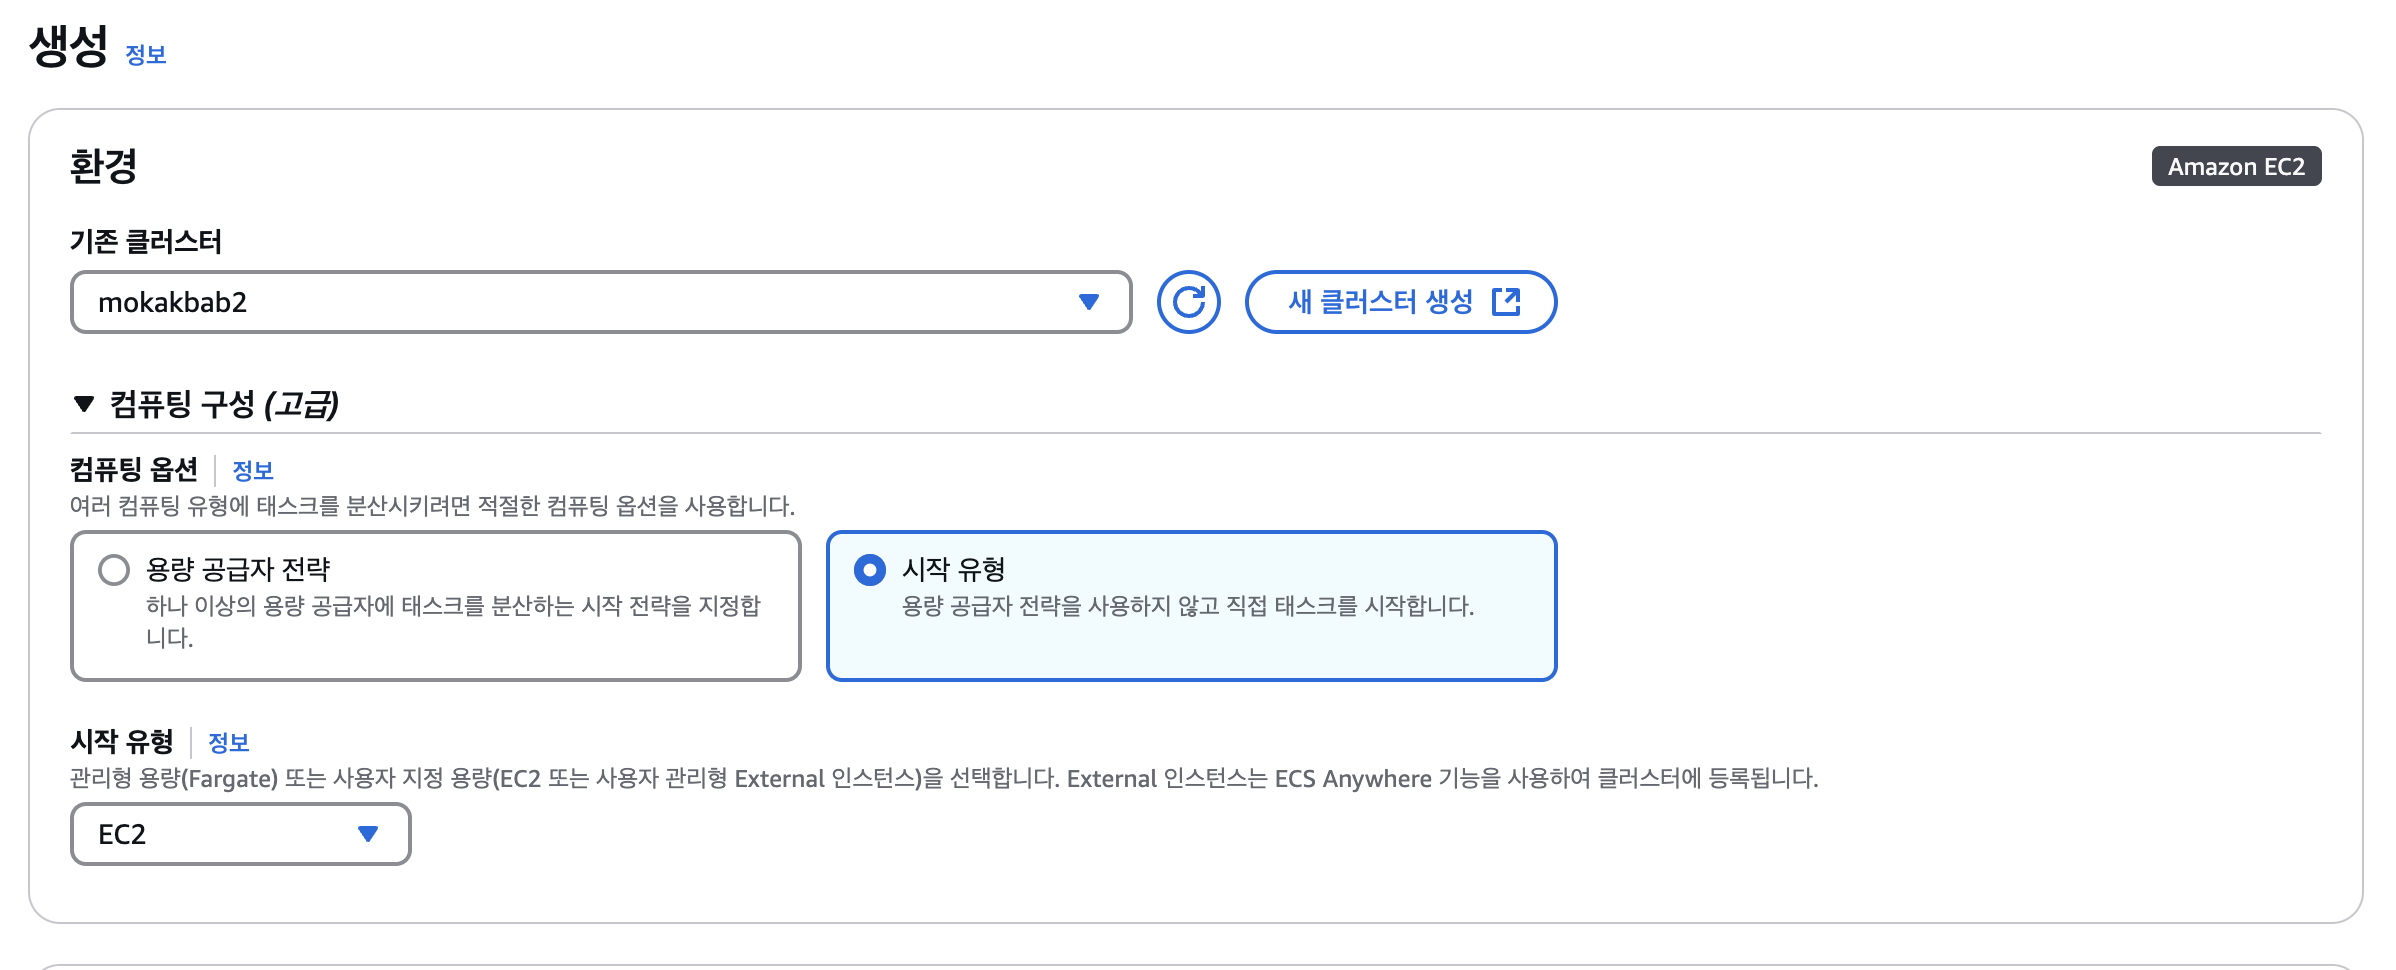 생성 정보
환경
Amazon EC2
기존 클러스터
mokakbab2
새 클러스터 생성
컴퓨팅 구성 (고급)
컴퓨팅 옵션 정보
여러 컴퓨팅 유형에 태스크를 분산시키려면 적절한 컴퓨팅 옵션을 사용합니다.
용량 공급자 전략
하나 이상의 용량 공급자에 태스크를 분산하는 시작 전략을 지정합
니다.
시작 유형
용량 공급자 전략을 사용하지 않고 직접 태스크를 시작합니다.
시작 유형 정보
관리형 용량(Fargate) 또는 사용자 지정 용량(EC2 또는 사용자 관리형 External 인스턴스)을 선택합니다. External 인스턴스는 ECS Anywhere 기능을 사용하여 클러스터에 등록됩니다.
EC2